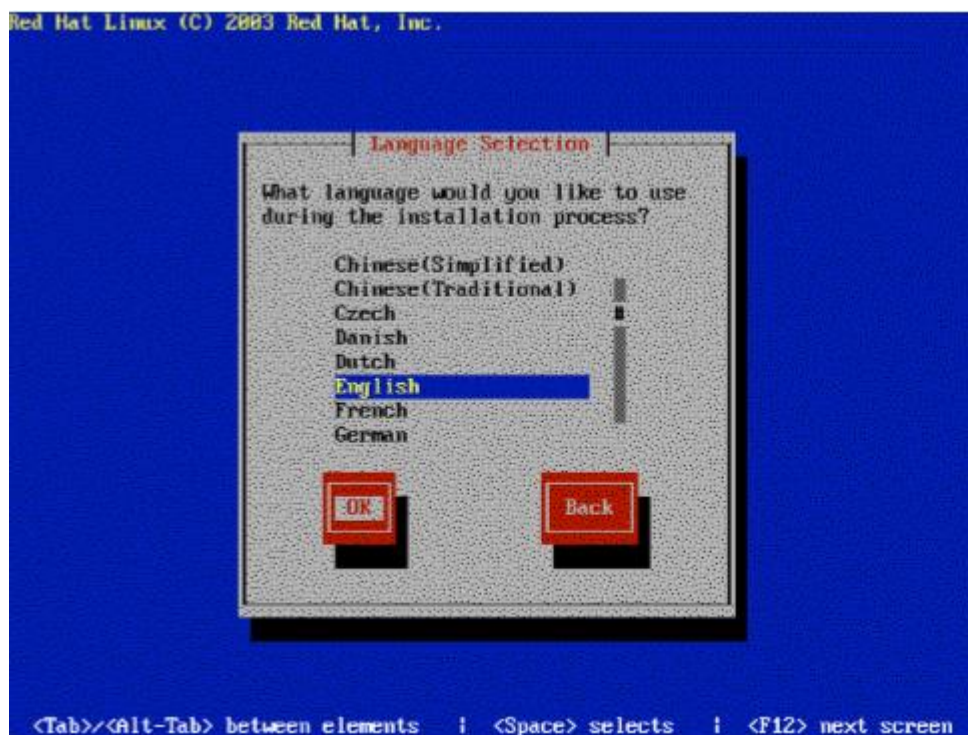 Red Hat Linux (C) 2003 Red Hat, Inc.
Language Selection
What language would you like to use
during the installation process?
Chinese(Simplified)
Chinese(Traditional)
Czech
Danish
Dutch
English
French
German
OK Back
<Tab>/<Alt-Tab> between elements | <Space> selects | <F12> next screen